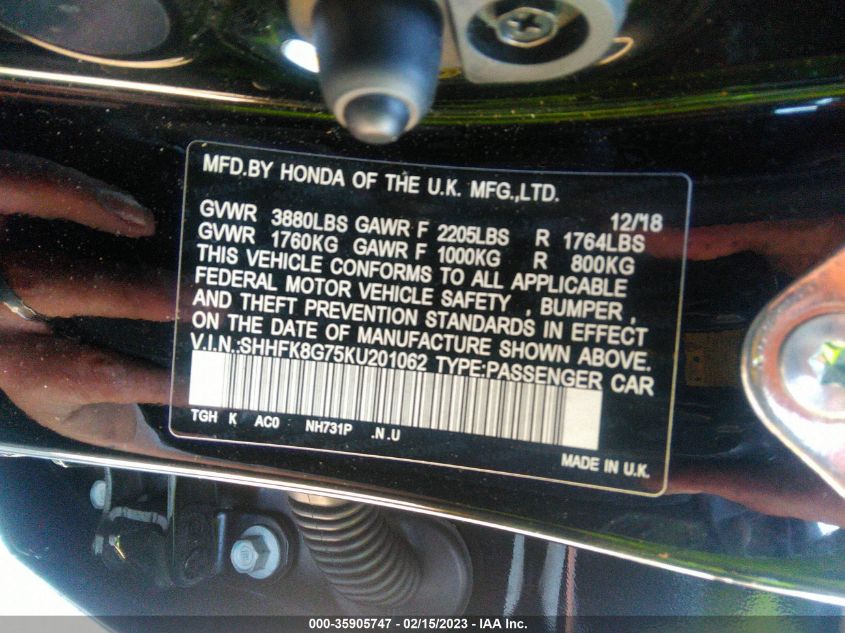 MFD.BY HONDA OF THE U.K. MFG.,LTD.
12/18
GVWR 3880LBS GAWR F 2205LBS R 1764LBS
GVWR 1760KG GAWR F 1000KG R 800KG
THIS VEHICLE CONFORMS TO ALL APPLICABLE
FEDERAL MOTOR VEHICLE SAFETY , BUMPER ,
AND THEFT PREVENTION STANDARDS IN EFFECT
ON THE DATE OF MANUFACTURE SHOWN ABOVE.
V.I.N.:SHHFK8G75KU201062 TYPE:PASSENGER CAR
TGH K AC0 NH731P .N.U
MADE IN U.K.
000-35905747 - 02/15/2023 - IAA Inc.